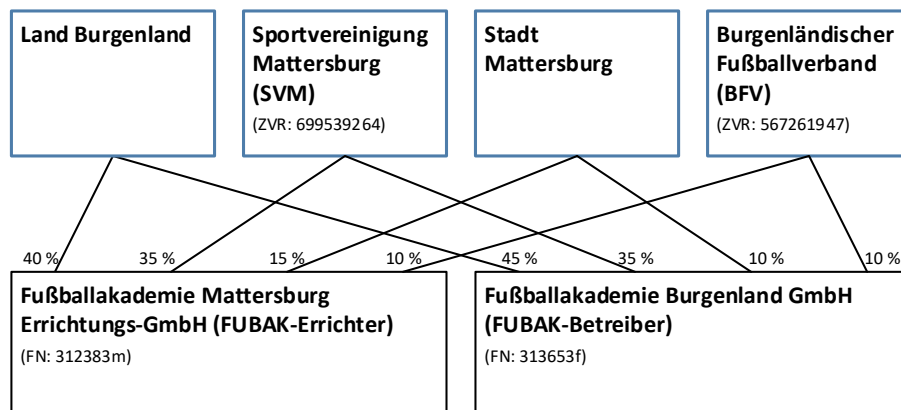 Land Burgenland
Sportvereinigung
Mattersburg
(SVM)
(ZVR: 699539264)
Stadt
Mattersburg
Burgenländischer
Fußballverband
(BFV)
(ZVR: 567261947)
40 %
35 %
15 %
10 %
45 %
35 %
10 %
10 %
Fußballakademie Mattersburg
Errichtungs-GmbH (FUBAK-Errichter)
(FN: 312383m)
Fußballakademie Burgenland GmbH
(FUBAK-Betreiber)
(FN: 313653f)